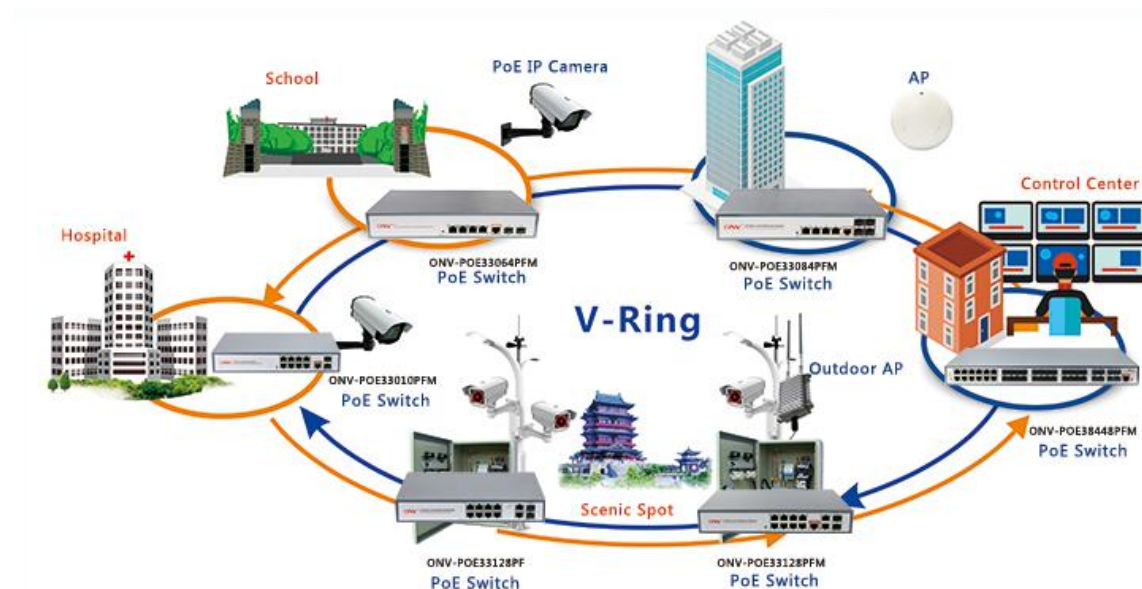 PoE IP Camera
AP
School
Control Center
Hospital
ONV-POE33064PFM
PoE Switch
ONV-POE33084PFM
PoE Switch
V-Ring
Outdoor AP
ONV-POE33010PFM
PoE Switch
ONV-POE38448PFM
PoE Switch
Scenic Spot
ONV-POE33128PF
PoE Switch
ONV-POE33128PFM
PoE Switch